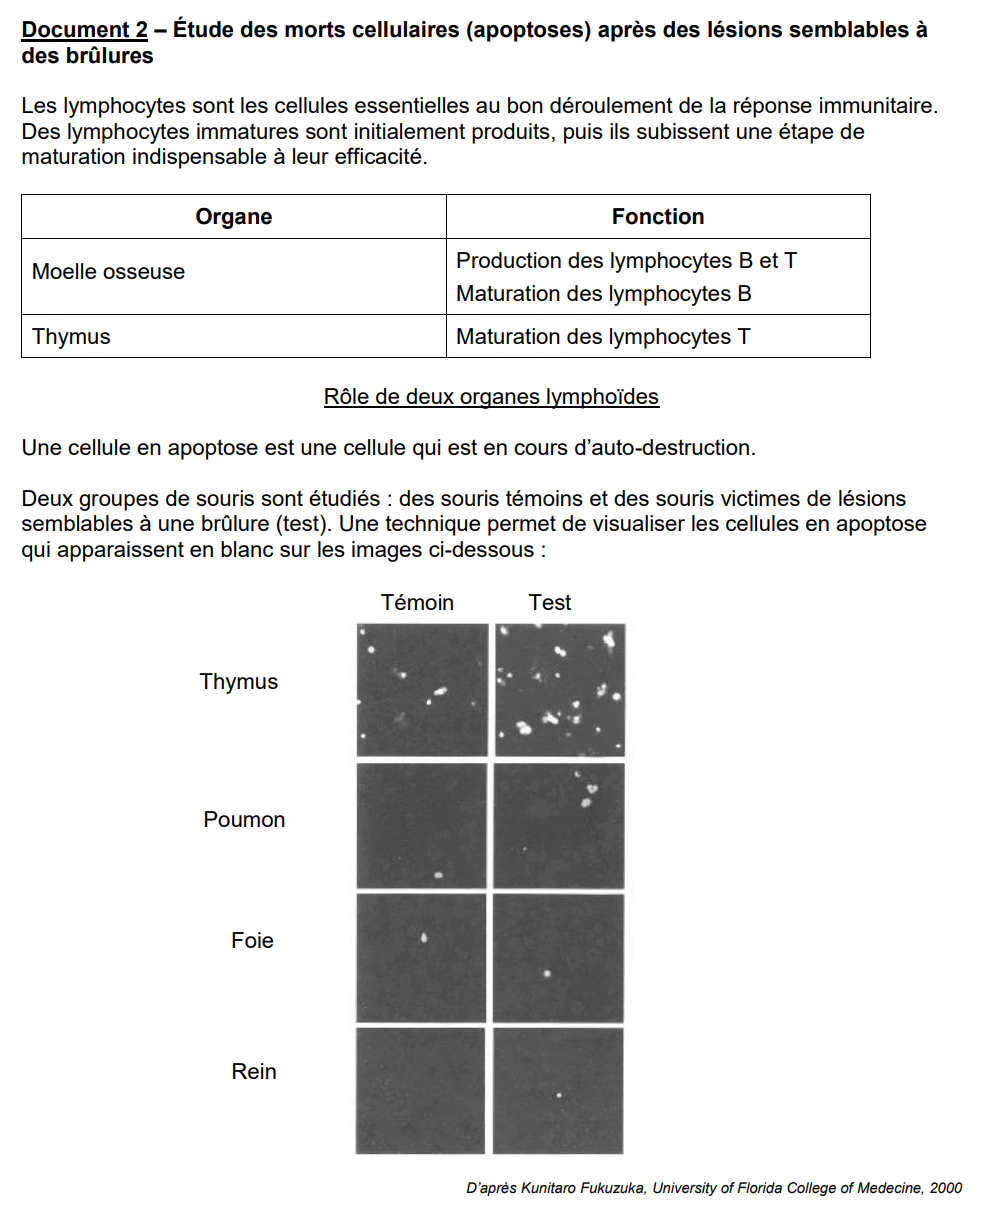 Document 2 – Étude des morts cellulaires (apoptoses) après des lésions semblables à
des brûlures
Les lymphocytes sont les cellules essentielles au bon déroulement de la réponse immunitaire.
Des lymphocytes immatures sont initialement produits, puis ils subissent une étape de
maturation indispensable à leur efficacité.
Organe
Fonction
Moelle osseuse
Production des lymphocytes B et T
Maturation des lymphocytes B
Thymus
Maturation des lymphocytes T
Rôle de deux organes lymphoïdes
Une cellule en apoptose est une cellule qui est en cours d'auto-destruction.
Deux groupes de souris sont étudiés : des souris témoins et des souris victimes de lésions
semblables à une brûlure (test). Une technique permet de visualiser les cellules en apoptose
qui apparaissent en blanc sur les images ci-dessous :
Témoin
Test
Thymus
Poumon
Foie
Rein
D'après Kunitaro Fukuzuka, University of Florida College of Medecine, 2000